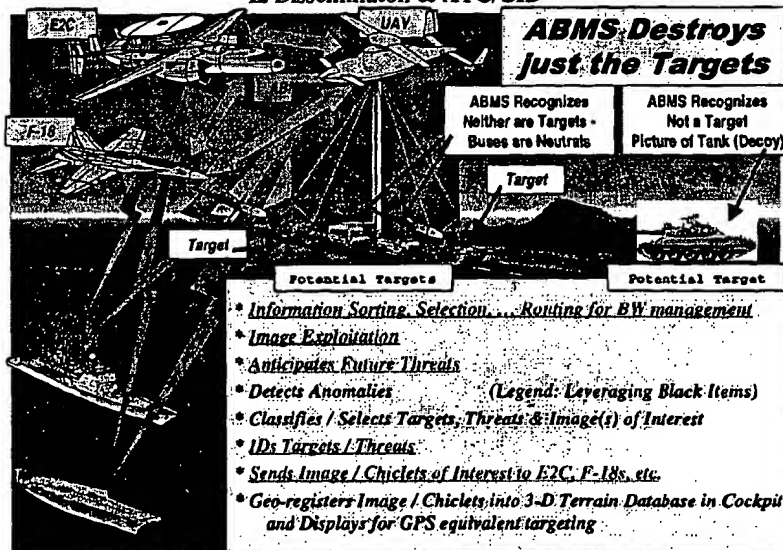 E2C
UAV
F-18
ABMS Destroys
just the Targets
ABMS Recognizes
Neither are Targets -
Buses are Neutrals
ABMS Recognizes
Not a Target
Picture of Tank (Decoy)
Target
Target
Potential Targets
Potential Target
* Information Sorting, Selection, ... Routing for BW management
* Image Exploitation
* Anticipates Future Threats
* Detects Anomalies (Legend: Leveraging Black Items)
* Classifies / Selects Targets, Threats & Image(s) of Interest
* IDs Targets / Threats
* Sends Image / Chiclets of Interest to E2C, F-18s, etc.
* Geo-registers Image / Chiclets into 3-D Terrain Database in Cockpit
and Displays for GPS equivalent targeting